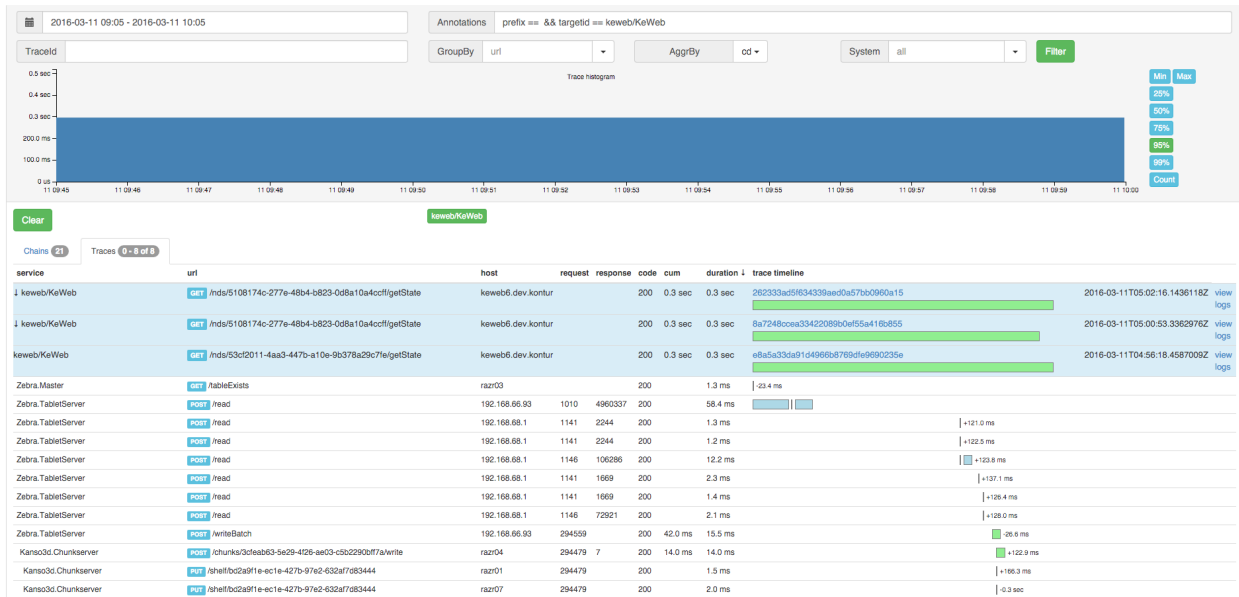 2016-03-11 09:05 - 2016-03-11 10:05 Annotations prefix == && targetid == keweb/KeWeb
TraceId GroupBy url AggrBy cd System all Filter
0.5 sec Trace histogram Min Max
0.4 sec 25%
0.3 sec 50%
200.0 ms 75%
95%
100.0 ms 99%
0 us Count
11 09:45 11 09:46 11 09:47 11 09:48 11 09:49 11 09:50 11 09:51 11 09:52 11 09:53 11 09:54 11 09:55 11 09:56 11 09:57 11 09:58 11 09:59 11 10:00
Clear keweb/KeWeb
Chains 21 Traces 0 - 8 of 8
service url host request response code cum duration ↓ trace timeline
↓ keweb/KeWeb GET /nds/5108174c-277e-48b4-b823-0d8a10a4ccff/getState keweb6.dev.kontur 200 0.3 sec 0.3 sec 262333ad5f634339aed0a57bb0960a15 2016-03-11T05:02:16.1436118Z view
logs
↓ keweb/KeWeb GET /nds/5108174c-277e-48b4-b823-0d8a10a4ccff/getState keweb6.dev.kontur 200 0.3 sec 0.3 sec 8a7248ccea33422089b0ef55a416b855 2016-03-11T05:00:53.3362976Z view
logs
keweb/KeWeb GET /nds/53cf2011-4aa3-447b-a10e-9b378a29c7fe/getState keweb6.dev.kontur 200 0.3 sec 0.3 sec e8a5a33da91d4966b8769dfe9690235e 2016-03-11T04:56:18.4587009Z view
logs
Zebra.Master GET /tableExists razr03 200 1.3 ms -23.4 ms
Zebra.TabletServer POST /read 192.168.66.93 1010 4960337 200 58.4 ms
Zebra.TabletServer POST /read 192.168.68.1 1141 2244 200 1.3 ms +121.0 ms
Zebra.TabletServer POST /read 192.168.68.1 1141 2244 200 1.2 ms +122.5 ms
Zebra.TabletServer POST /read 192.168.68.1 1146 106286 200 12.2 ms +123.8 ms
Zebra.TabletServer POST /read 192.168.68.1 1141 1669 200 2.3 ms +137.1 ms
Zebra.TabletServer POST /read 192.168.68.1 1141 1669 200 1.4 ms +126.4 ms
Zebra.TabletServer POST /read 192.168.68.1 1146 72921 200 2.1 ms +128.0 ms
Zebra.TabletServer POST /writeBatch 192.168.66.93 294559 200 42.0 ms 15.5 ms -26.6 ms
Kanso3d.Chunkserver POST /chunks/3cfeab63-5e29-4f26-ae03-c5b2290bff7a/write razr04 294479 7 200 14.0 ms 14.0 ms +122.9 ms
Kanso3d.Chunkserver PUT /shelf/bd2a9f1e-ec1e-427b-97e2-632af7d83444 razr01 294479 200 1.5 ms +166.3 ms
Kanso3d.Chunkserver PUT /shelf/bd2a9f1e-ec1e-427b-97e2-632af7d83444 razr07 294479 200 2.0 ms -0.3 sec